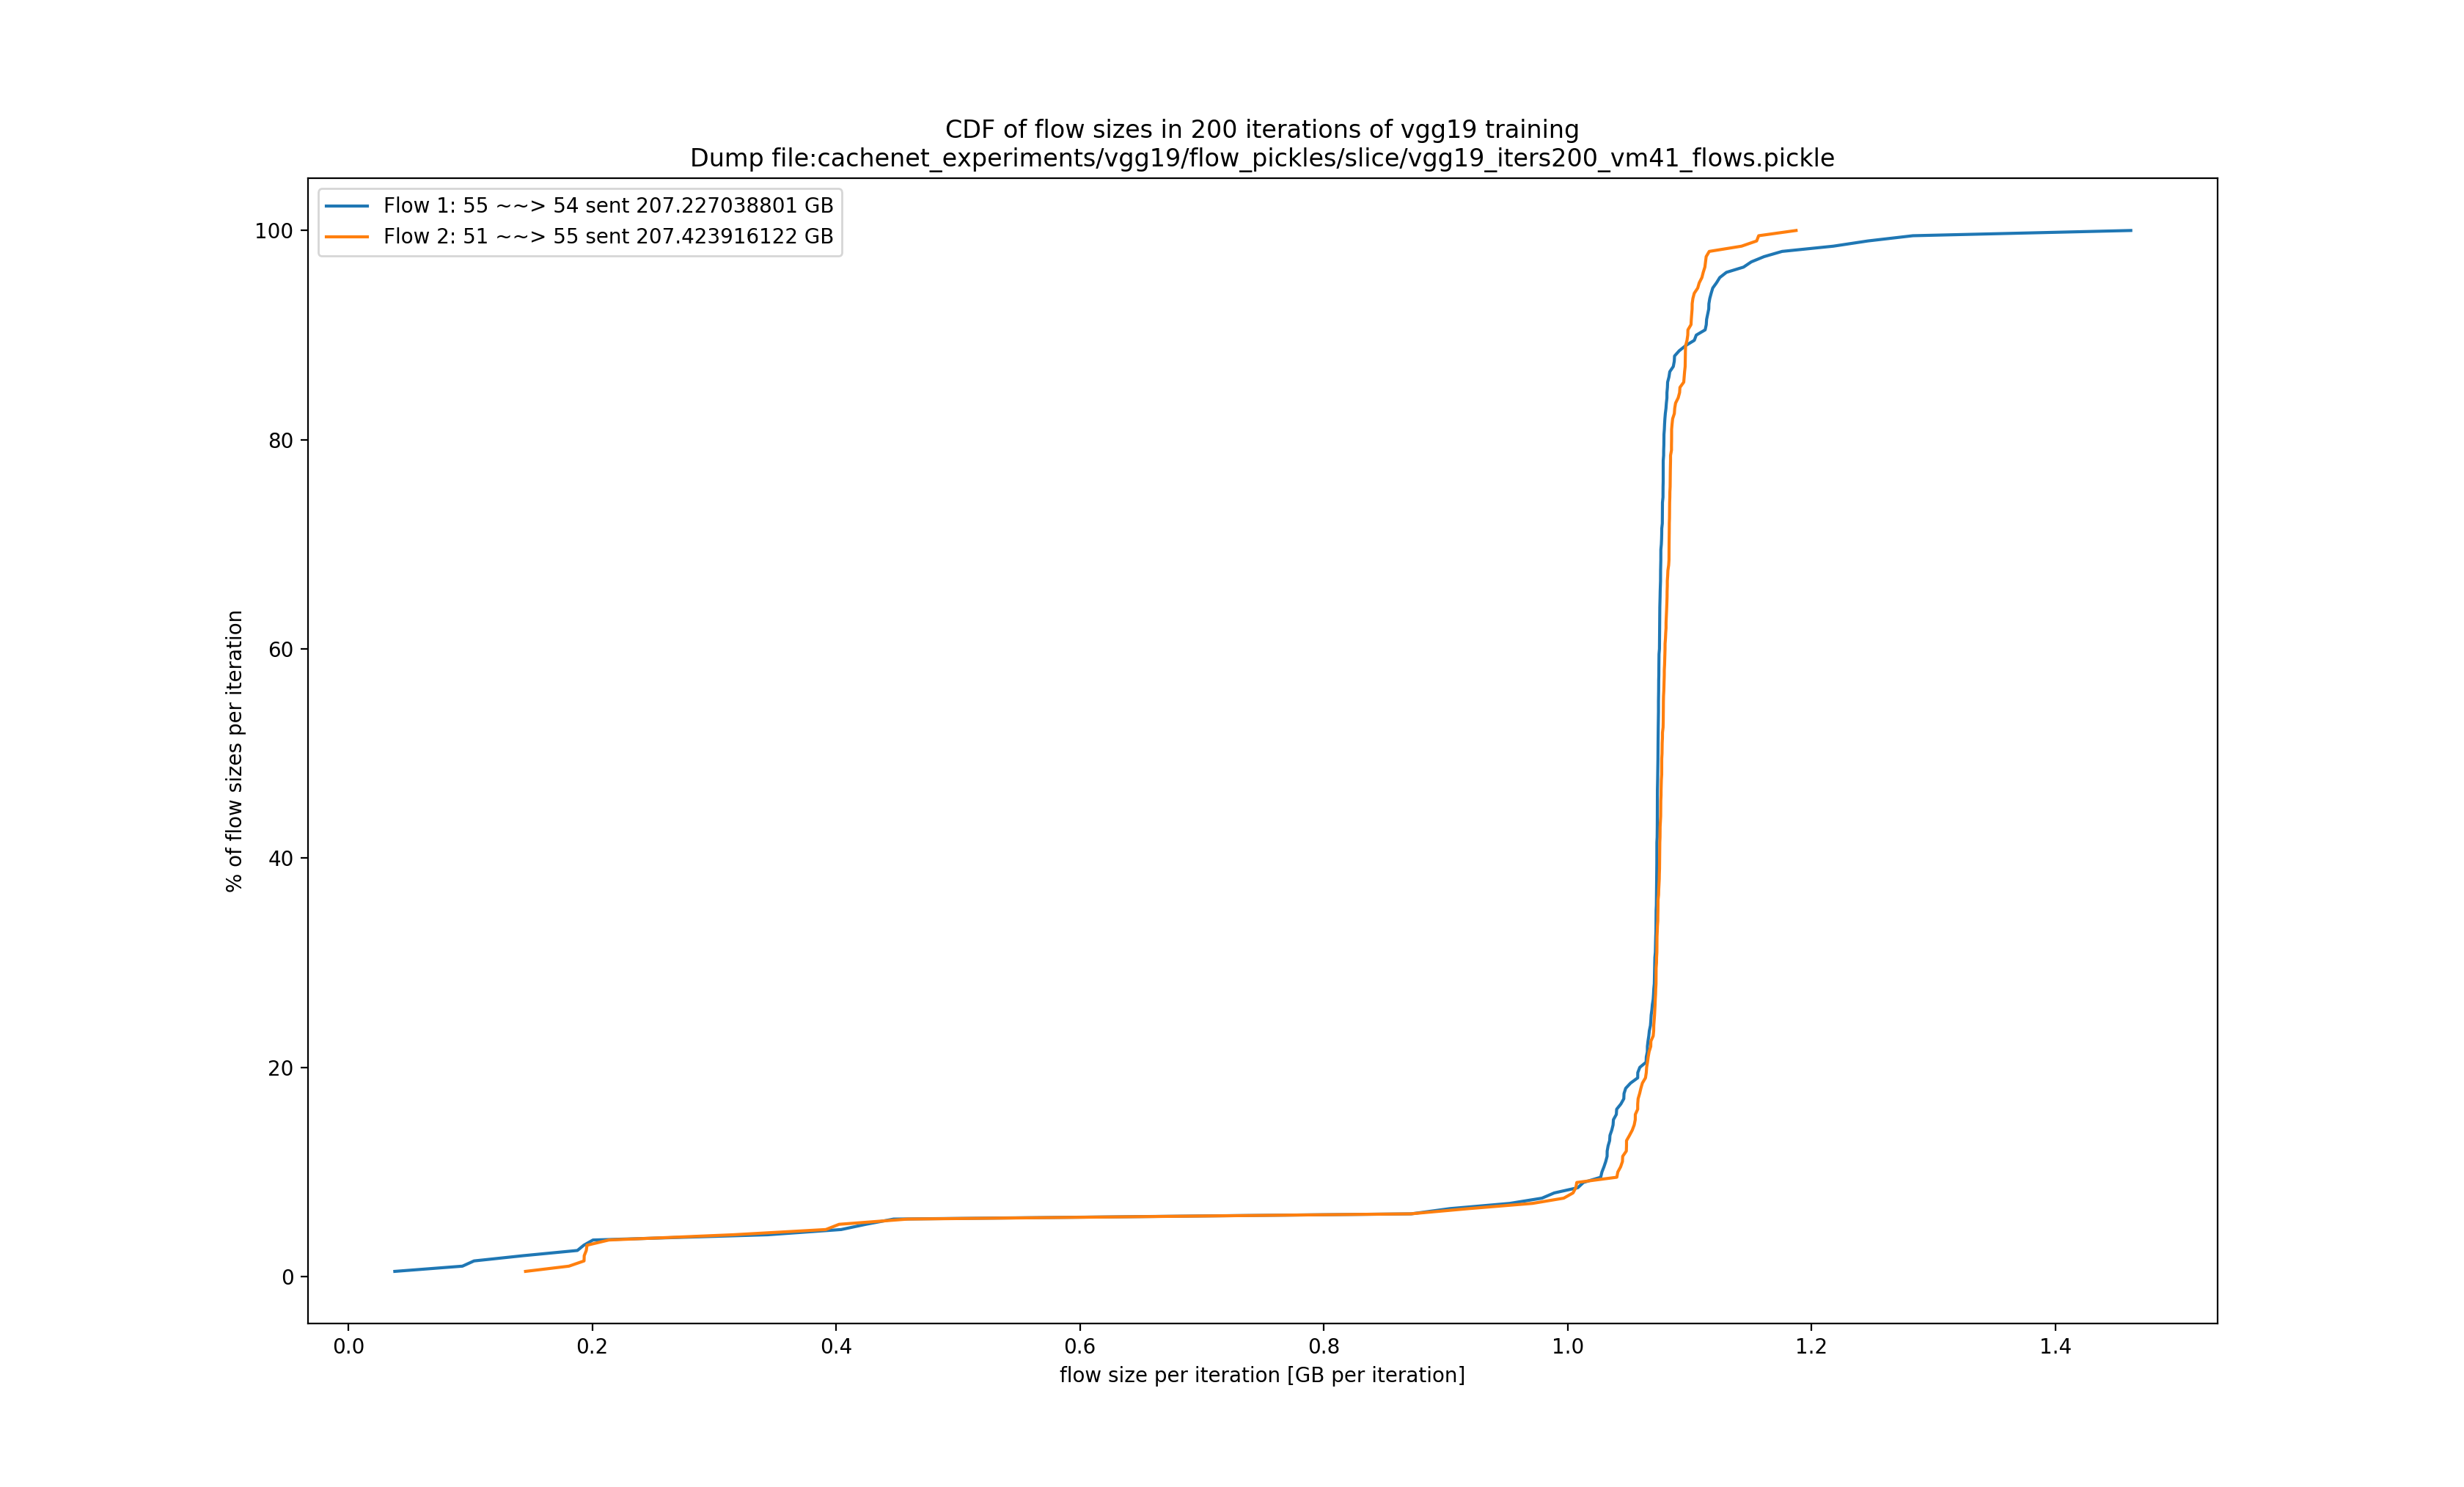 CDF of flow sizes in 200 iterations of vgg19 training
Dump file:cachenet_experiments/vgg19/flow_pickles/slice/vgg19_iters200_vm41_flows.pickle
Flow 1: 55 ~~> 54 sent 207.227038801 GB
Flow 2: 51 ~~> 55 sent 207.423916122 GB
100
80
60
40
20
0
% of flow sizes per iteration
0.0 0.2 0.4 0.6 0.8 1.0 1.2 1.4
flow size per iteration [GB per iteration]